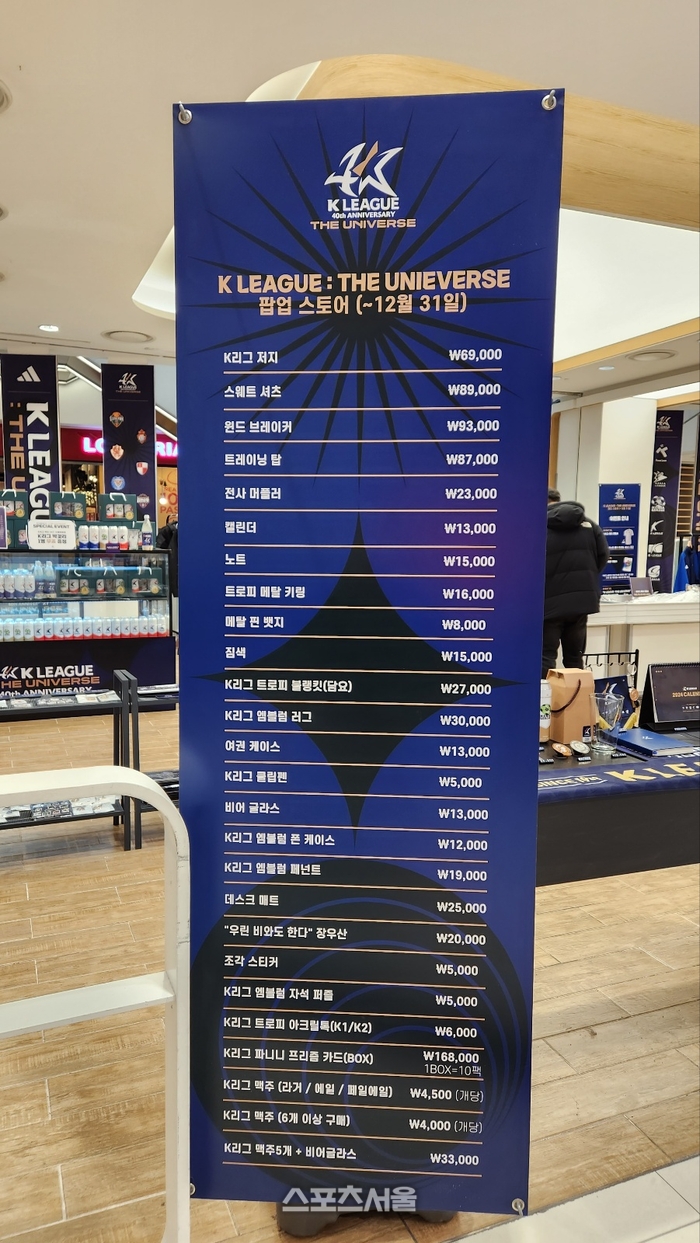 K LEAGUE
40th ANNIVERSARY
THE UNIVERSE
K LEAGUE : THE UNIEVERSE
팝업 스토어 (~12월 31일)
K리그 저지 ₩69,000
스웨트 셔츠 ₩89,000
윈드 브레이커 ₩93,000
트레이닝 탑 ₩87,000
전사 머플러 ₩23,000
캘린더 ₩13,000
노트 ₩15,000
트로피 메탈 키링 ₩16,000
메탈 핀 뱃지 ₩8,000
짐색 ₩15,000
K리그 트로피 블랭킷(담요) ₩27,000
K리그 엠블럼 러그 ₩30,000
여권 케이스 ₩13,000
K리그 클립펜 ₩5,000
비어 글라스 ₩13,000
K리그 엠블럼 폰 케이스 ₩12,000
K리그 엠블럼 페넌트 ₩19,000
데스크 매트 ₩25,000
"우린 비와도 한다" 장우산 ₩20,000
조각 스티커 ₩5,000
K리그 엠블럼 자석 퍼즐 ₩5,000
K리그 트로피 아크릴톡(K1/K2) ₩6,000
K리그 파니니 프리즘 카드(BOX) ₩168,000
1BOX=10팩
K리그 맥주 (라거 / 에일 / 페일에일) ₩4,500 (개당)
K리그 맥주 (6개 이상 구매) ₩4,000 (개당)
K리그 맥주5개 + 비어글라스 ₩33,000
스포츠서울
K LEAGU
: THE U
SPECIAL EVENT
K LEAGUE
THE UNIVERSE
40th ANNIVERSARY